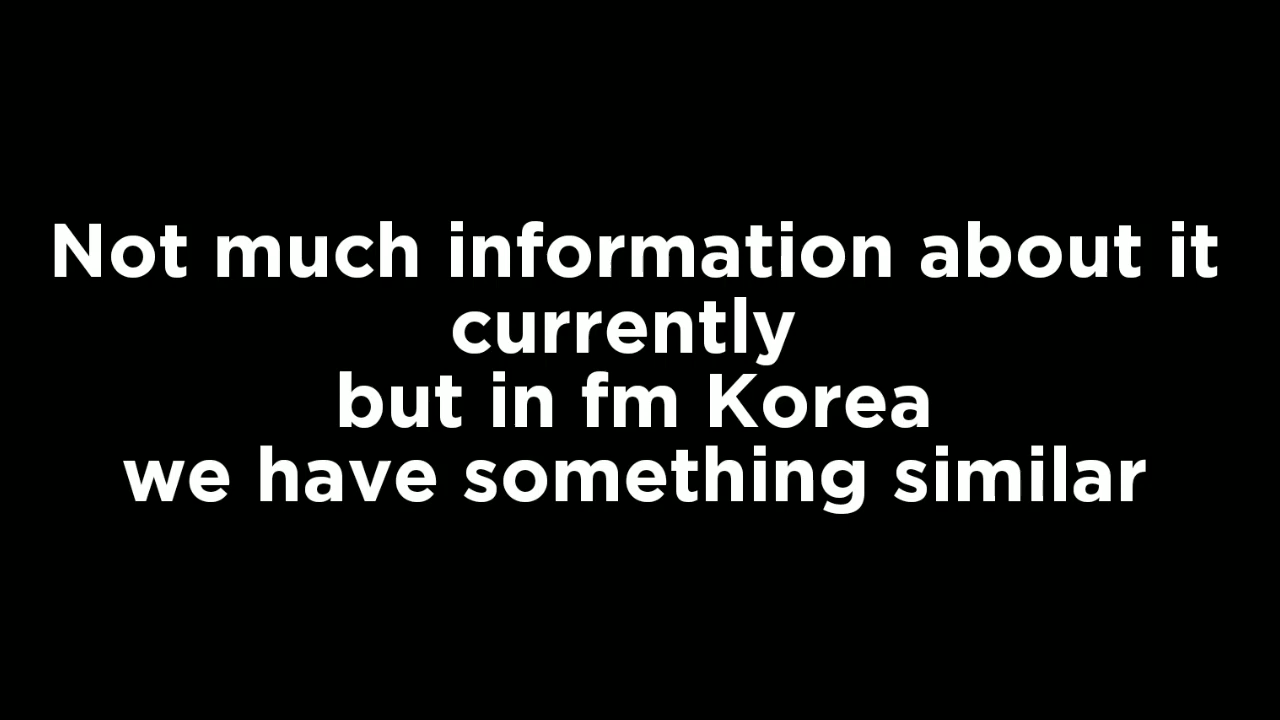 Not much information about it
currently
but in fm Korea
we have something similar